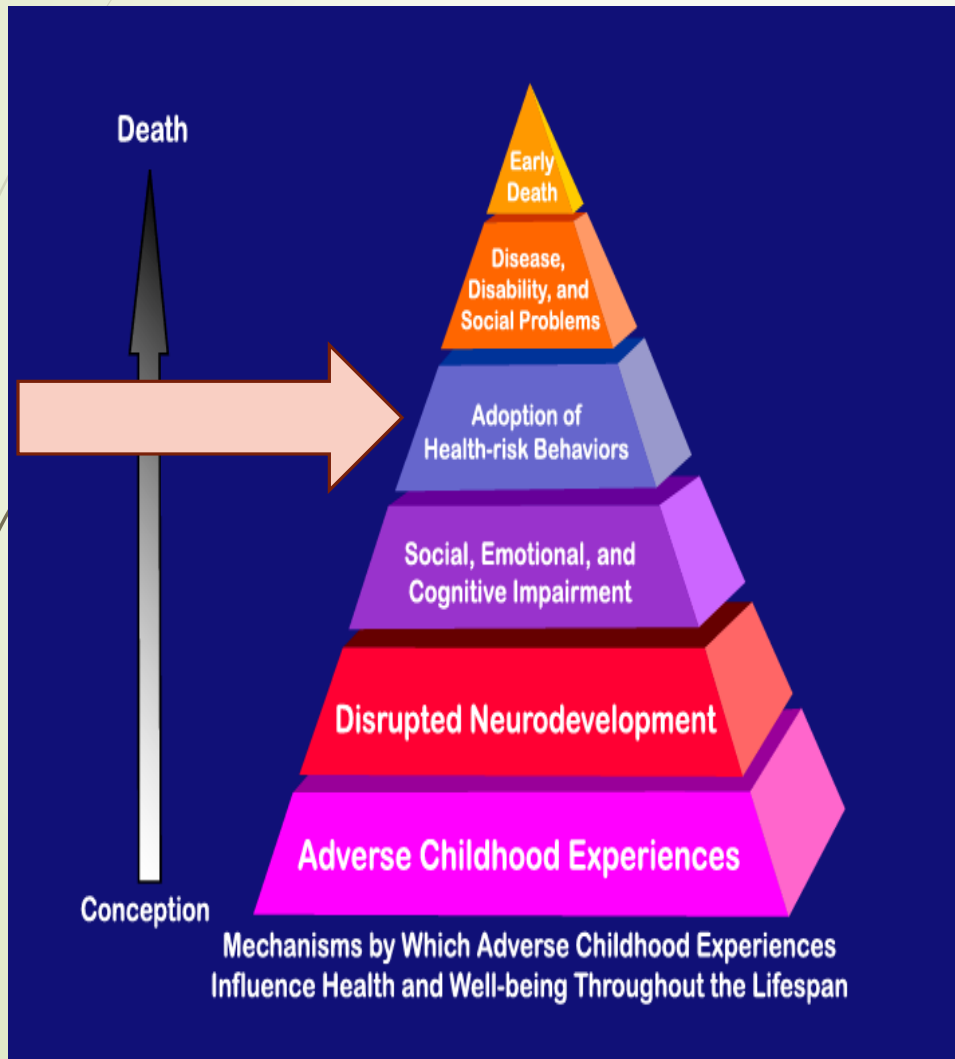 Death
Early
Death
Disease,
Disability, and
Social Problems
Adoption of
Health-risk Behaviors
Social, Emotional, and
Cognitive Impairment
Disrupted Neurodevelopment
Adverse Childhood Experiences
Conception
Mechanisms by Which Adverse Childhood Experiences
Influence Health and Well-being Throughout the Lifespan